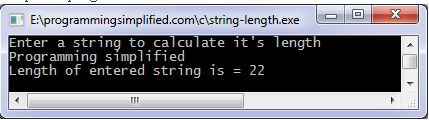 E:\programmingsimplified.com\c\string-length.exe
Enter a string to calculate it's length
Programming simplified
Length of entered string is = 22